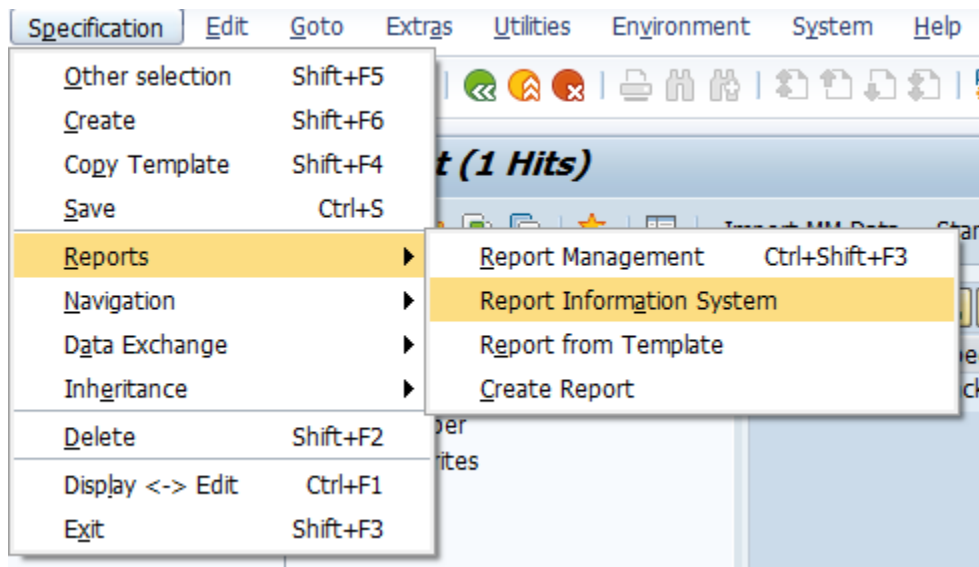 Specification Edit Goto Extras Utilities Environment System Help
Other selection Shift+F5
Create Shift+F6
Copy Template Shift+F4
(1 Hits)
Save Ctrl+S
Reports
Report Management Ctrl+Shift+F3
Navigation
Report Information System
Data Exchange
Report from Template
Inheritance
Create Report
Delete Shift+F2
Display <-> Edit Ctrl+F1
Exit Shift+F3